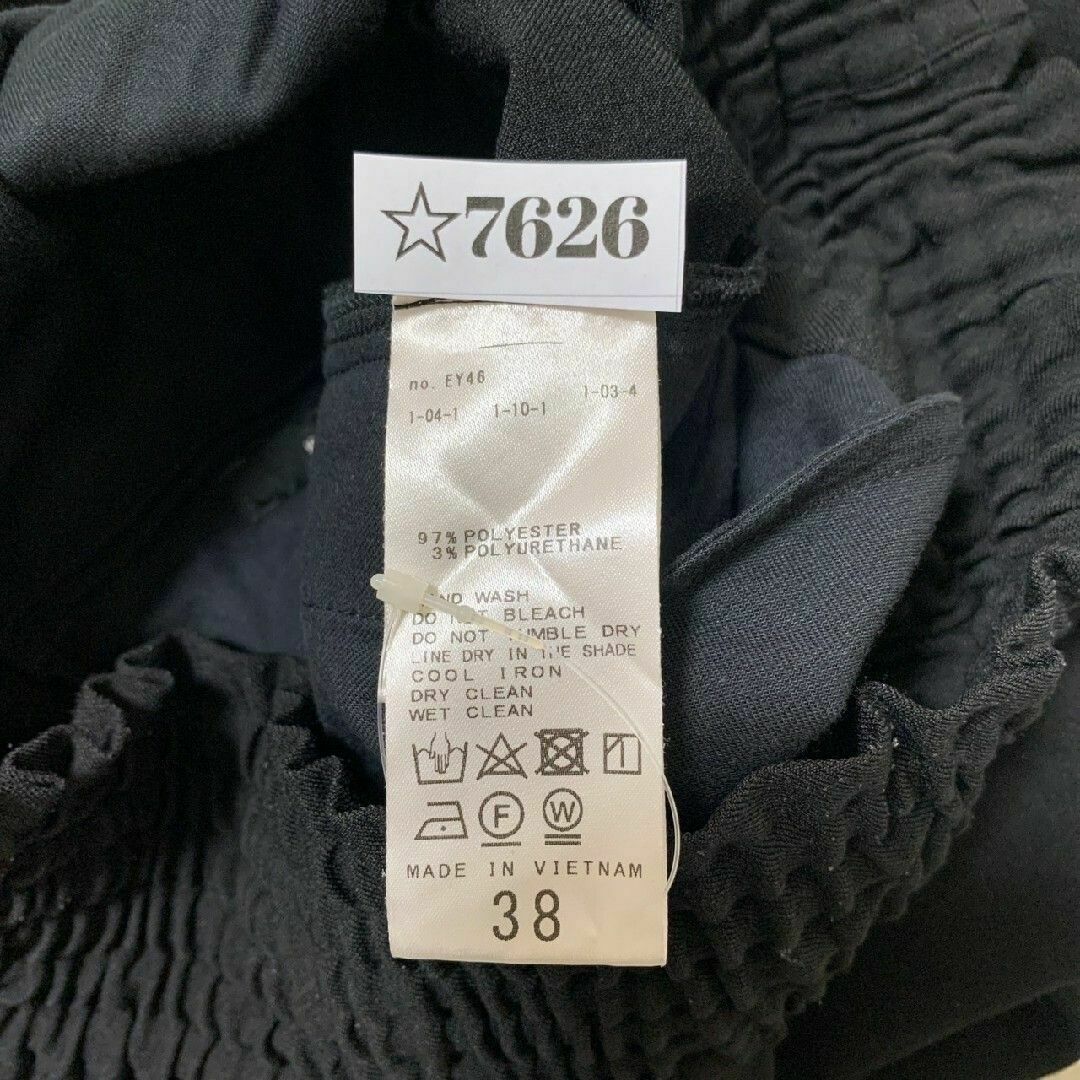 ☆7626
no. EY46
1-04-1 1-10-1 1-03-4
97% POLYESTER
3% POLYURETHANE
WASH
DO BLEACH
DO NOT DRY
LINE DRY IN SHADE
COOL IRON
DRY CLEAN
WET CLEAN
F W
MADE IN VIETNAM
38